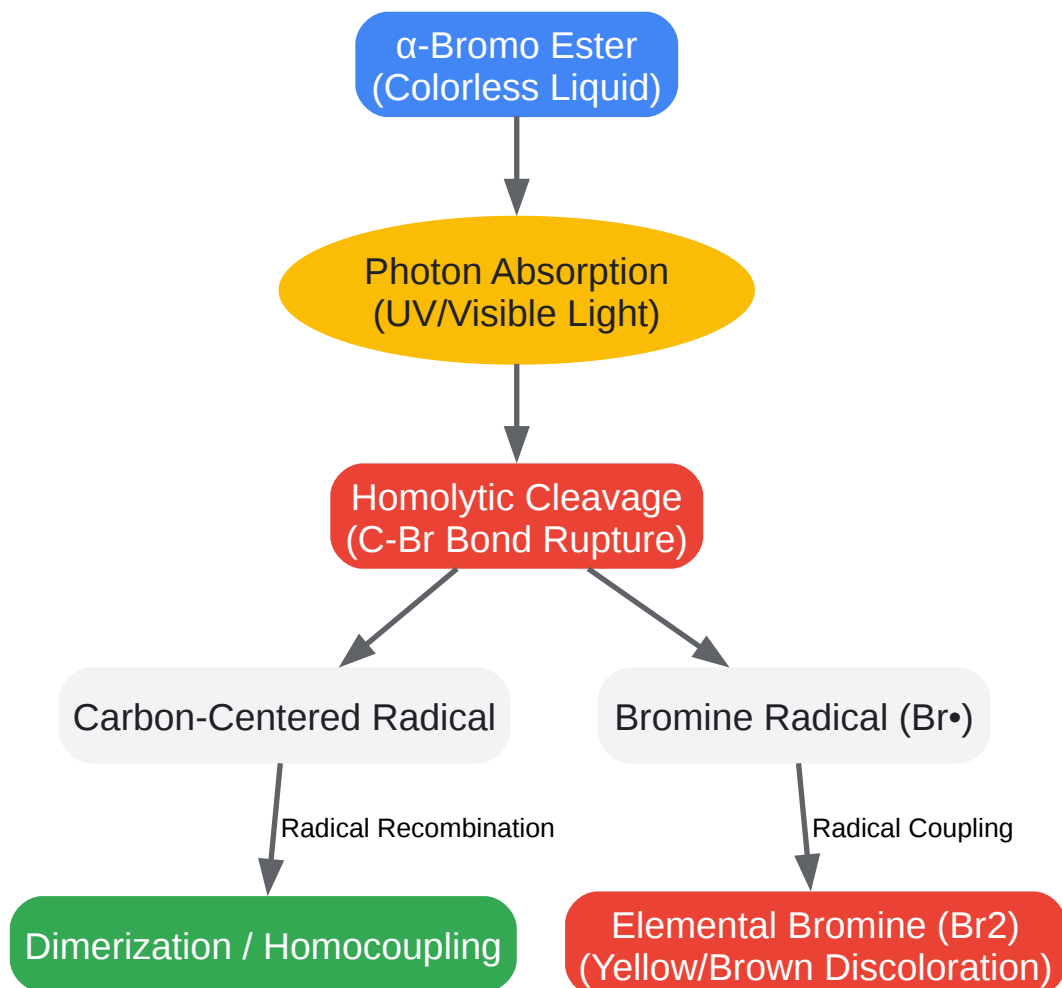 α-Bromo Ester
(Colorless Liquid)
Photon Absorption
(UV/Visible Light)
Homolytic Cleavage
(C-Br Bond Rupture)
Carbon-Centered Radical
Bromine Radical (Br•)
Radical Recombination
Radical Coupling
Dimerization / Homocoupling
Elemental Bromine (Br2)
(Yellow/Brown Discoloration)